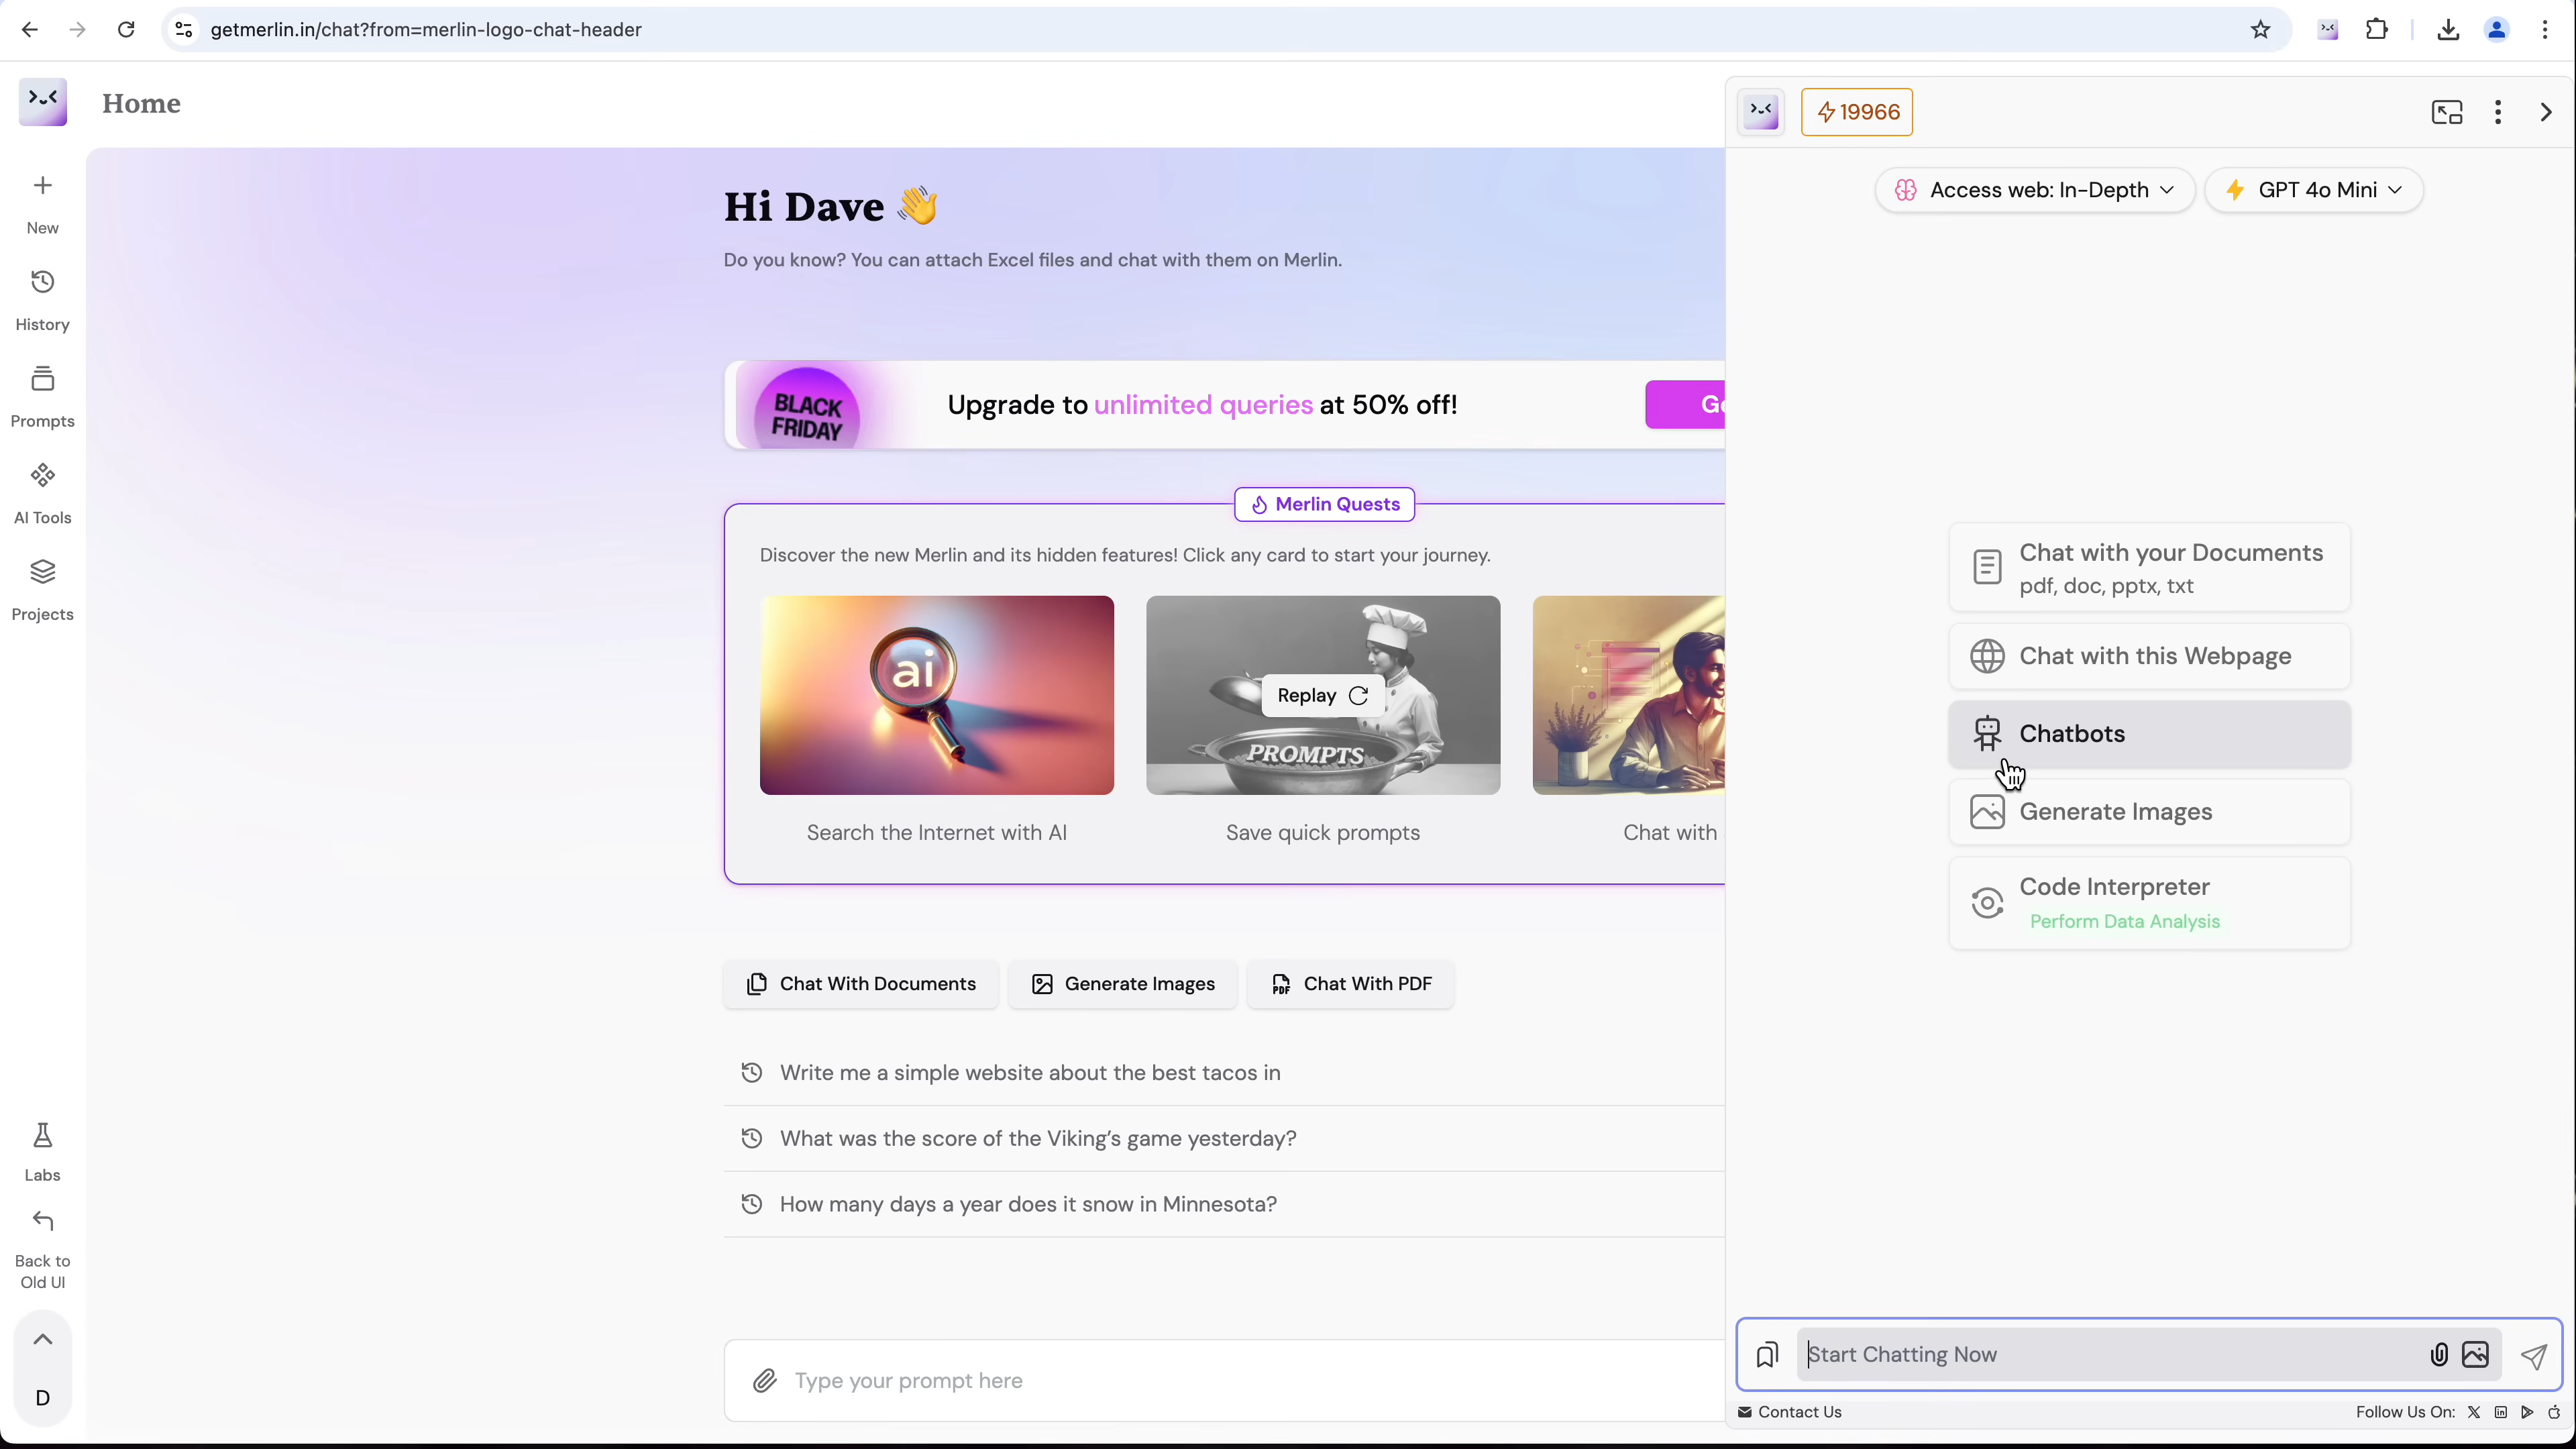 getmerlin.in/chat?from=merlin-logo-chat-header
Home
New
History
Prompts
AI Tools
Projects
Labs
Back to
Old UI
D
Hi Dave 👋
Do you know? You can attach Excel files and chat with them on Merlin.
BLACK
FRIDAY
Upgrade to unlimited queries at 50% off!
Merlin Quests
Discover the new Merlin and its hidden features! Click any card to start your journey.
ai
Replay
PROMPTS
Search the Internet with AI
Save quick prompts
Chat with
Chat With Documents
Generate Images
PDF
Chat With PDF
Write me a simple website about the best tacos in
What was the score of the Viking’s game yesterday?
How many days a year does it snow in Minnesota?
Type your prompt here
19966
Access web: In-Depth
GPT 4o Mini
Chat with your Documents
pdf, doc, pptx, txt
Chat with this Webpage
Chatbots
Generate Images
Code Interpreter
Perform Data Analysis
Start Chatting Now
Contact Us
Follow Us On: